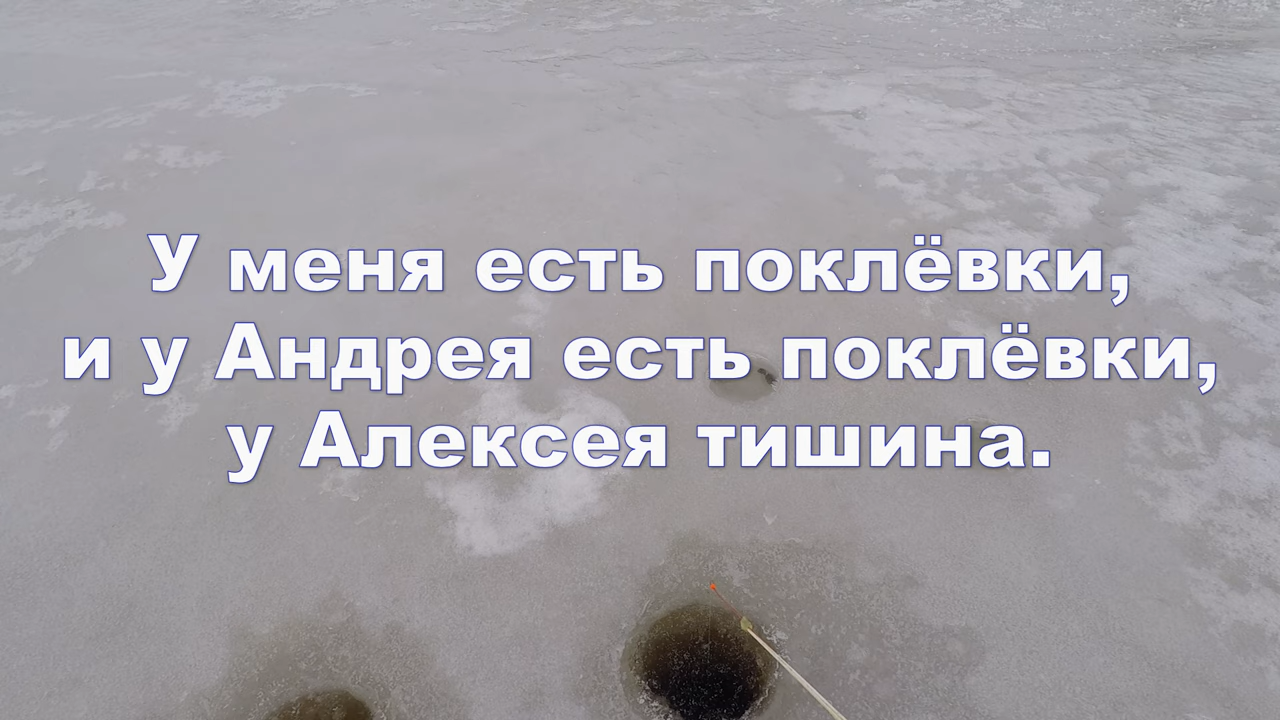 У меня есть поклёвки,
и у Андрея есть поклёвки,
у Алексея тишина.